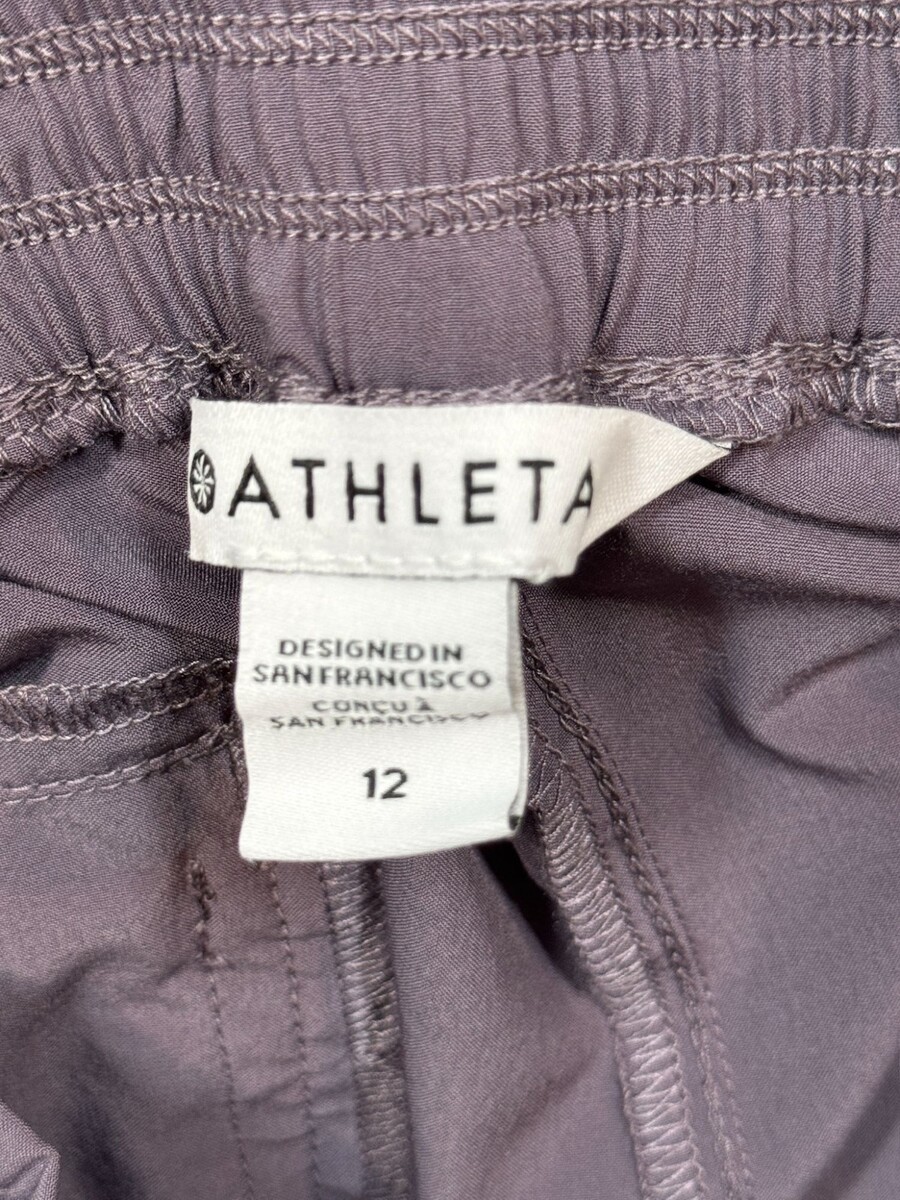 ATHLETA
DESIGNED IN
SAN FRANCISCO
CONÇU À
SAN FRANCISCO
12